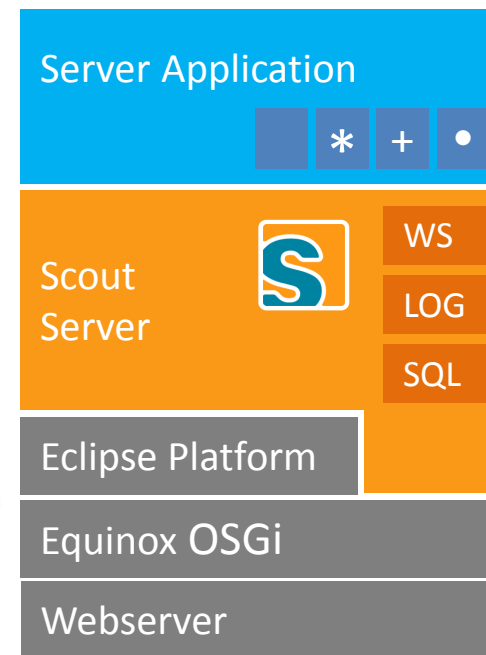 Server Application
* + •
WS
Scout
Server
S
LOG
SQL
Eclipse Platform
Equinox OSGi
Webserver